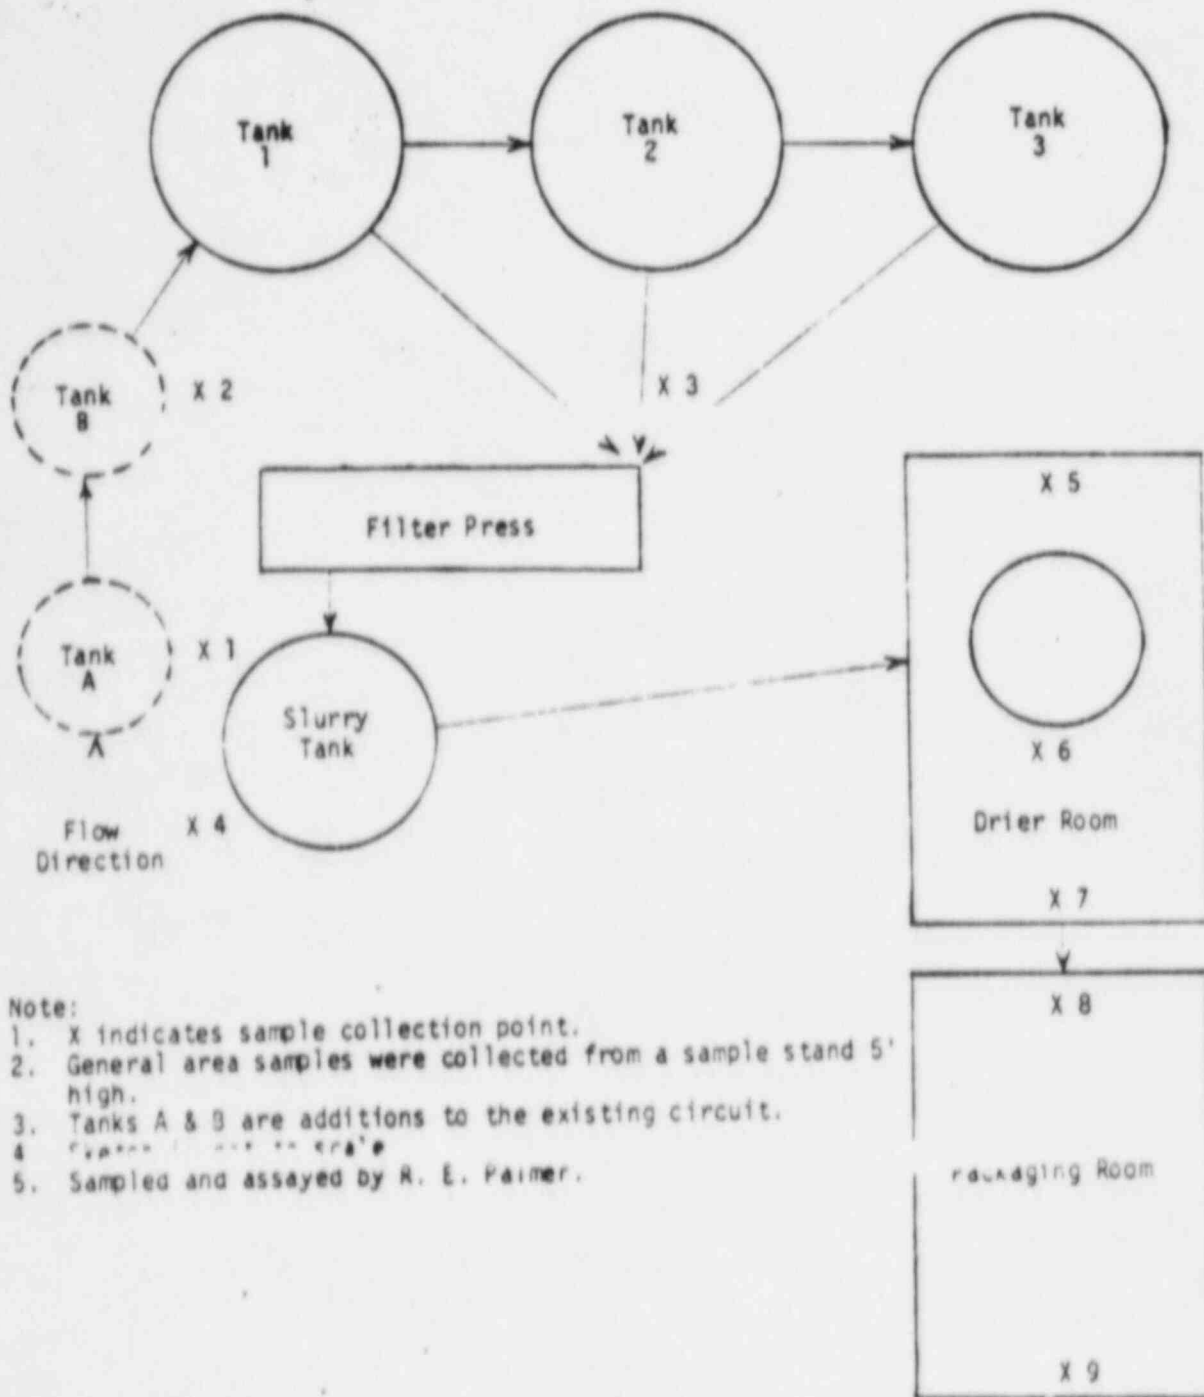 Tank
1
Tank
2
Tank
3
Tank
B
X 2
X 3
Filter Press
X 5
Tank
A
X 1
Slurry
Tank
X 6
Drier Room
Flow
Direction
X 4
X 7
X 8
Note:
1. X indicates sample collection point.
2. General area samples were collected from a sample stand 5'
high.
3. Tanks A & B are additions to the existing circuit.
4
5. Sampled and assayed by R. E. Palmer.
Room
X 9